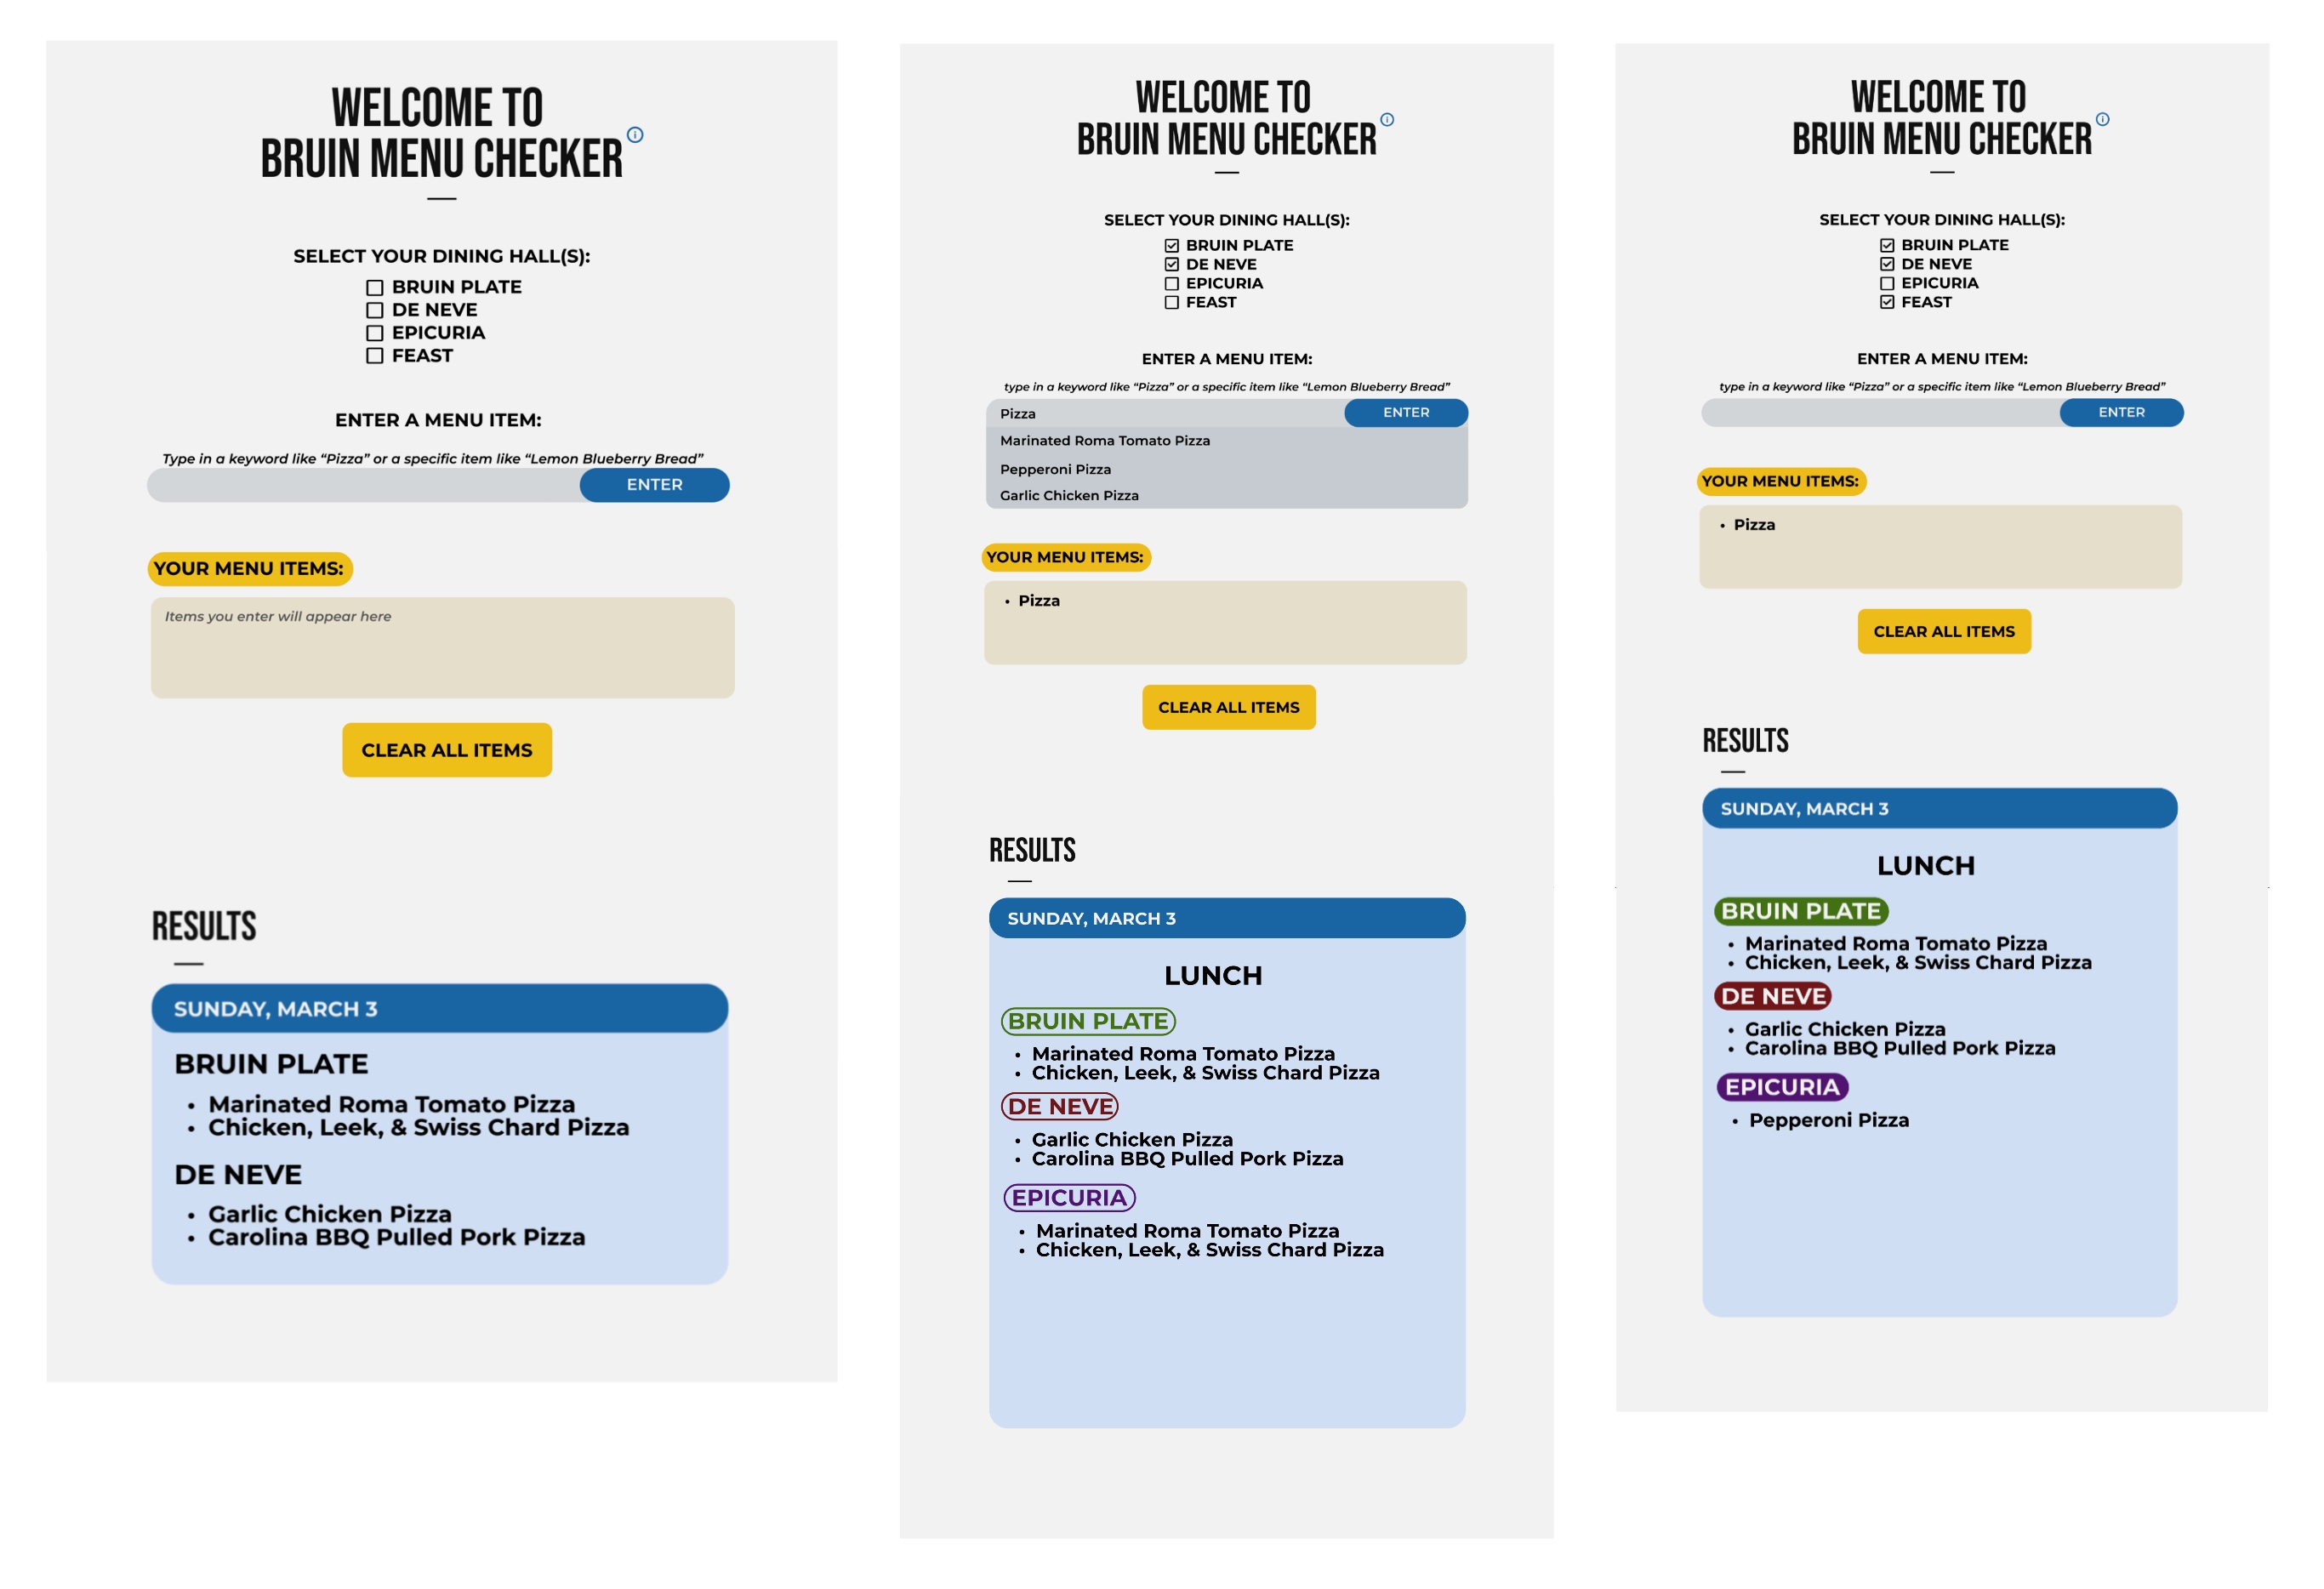 WELCOME TO
BRUIN MENU CHECKER
i
SELECT YOUR DINING HALL(S):
BRUIN PLATE
DE NEVE
EPICURIA
FEAST
ENTER A MENU ITEM:
Type in a keyword like “Pizza” or a specific item like “Lemon Blueberry Bread”
ENTER
YOUR MENU ITEMS:
Items you enter will appear here
CLEAR ALL ITEMS
RESULTS
SUNDAY, MARCH 3
BRUIN PLATE
• Marinated Roma Tomato Pizza
• Chicken, Leek, & Swiss Chard Pizza
DE NEVE
• Garlic Chicken Pizza
• Carolina BBQ Pulled Pork Pizza
WELCOME TO
BRUIN MENU CHECKER
i
SELECT YOUR DINING HALL(S):
BRUIN PLATE
DE NEVE
EPICURIA
FEAST
ENTER A MENU ITEM:
type in a keyword like “Pizza” or a specific item like “Lemon Blueberry Bread”
Pizza ENTER
Marinated Roma Tomato Pizza
Pepperoni Pizza
Garlic Chicken Pizza
YOUR MENU ITEMS:
• Pizza
CLEAR ALL ITEMS
RESULTS
SUNDAY, MARCH 3
LUNCH
BRUIN PLATE
• Marinated Roma Tomato Pizza
• Chicken, Leek, & Swiss Chard Pizza
DE NEVE
• Garlic Chicken Pizza
• Carolina BBQ Pulled Pork Pizza
EPICURIA
• Marinated Roma Tomato Pizza
• Chicken, Leek, & Swiss Chard Pizza
WELCOME TO
BRUIN MENU CHECKER
i
SELECT YOUR DINING HALL(S):
BRUIN PLATE
DE NEVE
EPICURIA
FEAST
ENTER A MENU ITEM:
type in a keyword like “Pizza” or a specific item like “Lemon Blueberry Bread”
ENTER
YOUR MENU ITEMS:
• Pizza
CLEAR ALL ITEMS
RESULTS
SUNDAY, MARCH 3
LUNCH
BRUIN PLATE
• Marinated Roma Tomato Pizza
• Chicken, Leek, & Swiss Chard Pizza
DE NEVE
• Garlic Chicken Pizza
• Carolina BBQ Pulled Pork Pizza
EPICURIA
• Pepperoni Pizza